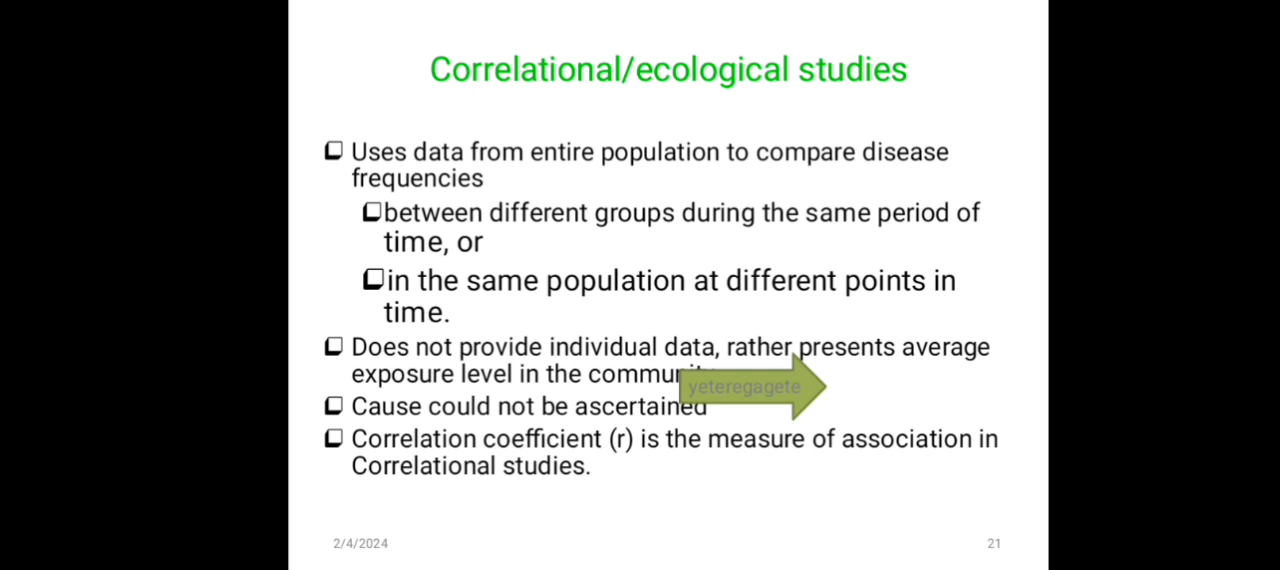 Correlational/ecological studies
Uses data from entire population to compare disease
frequencies
between different groups during the same period of
time, or
in the same population at different points in
time.
Does not provide individual data, rather presents average
exposure level in the
yeteregagete
Cause could not be ascertained
Correlation coefficient (r) is the measure of association in
Correlational studies.
2/4/2024
21